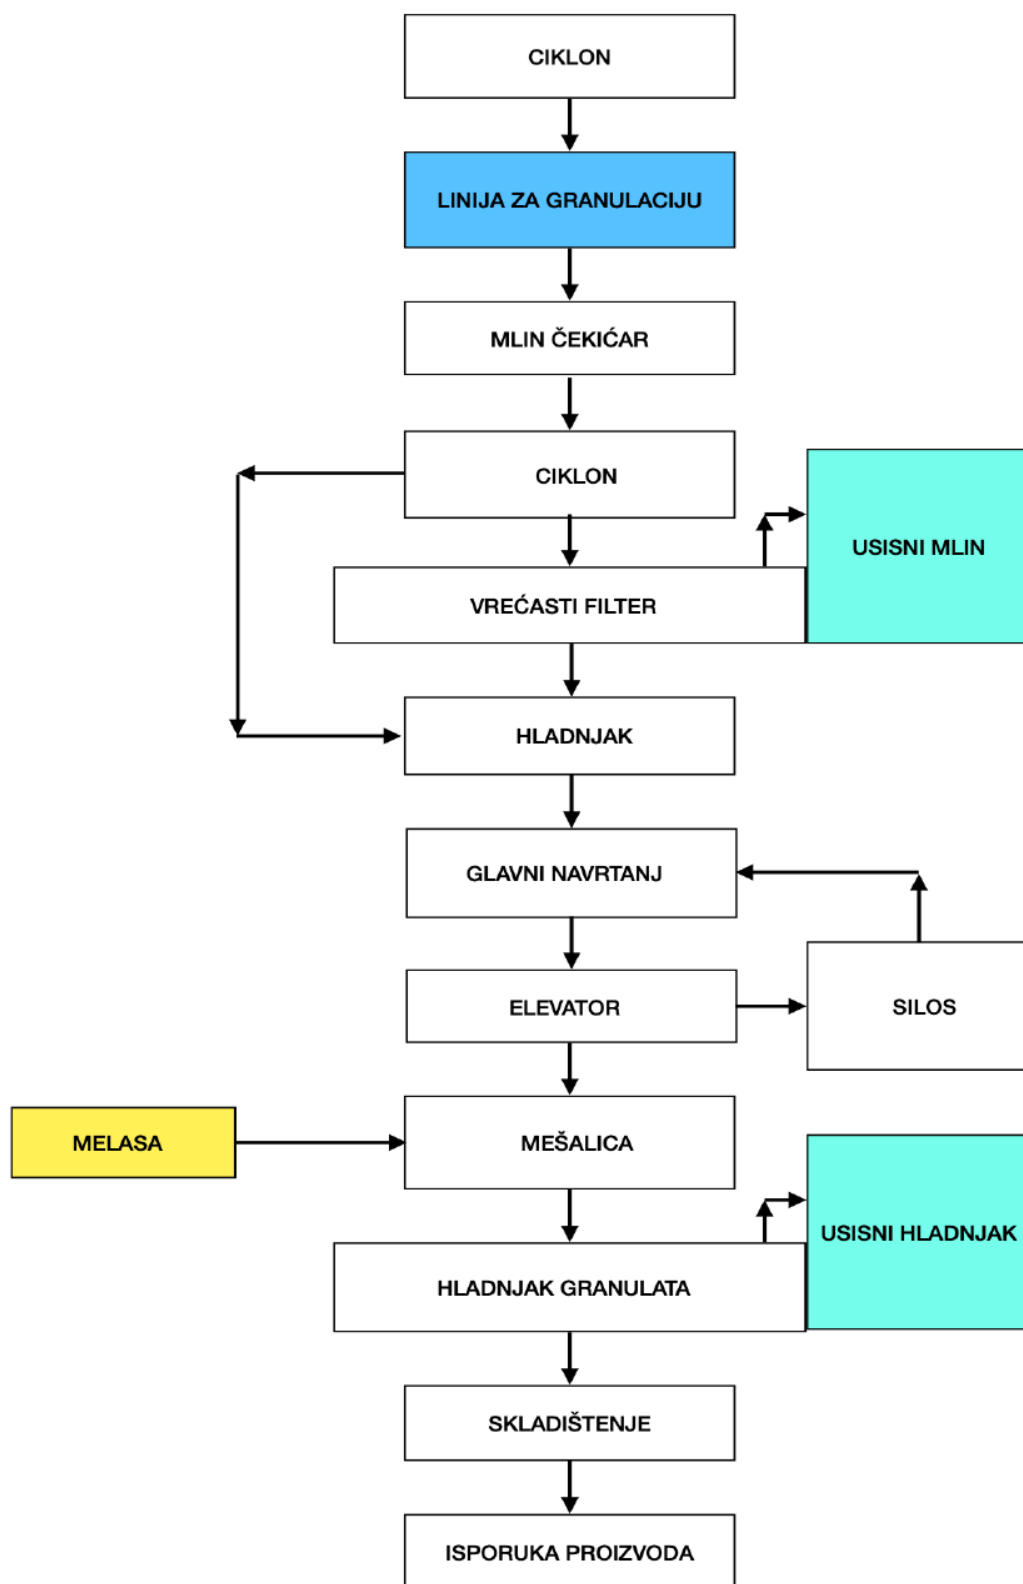 CIKLON
LINIJA ZA GRANULACIJU
MLIN ČEKIĆAR
CIKLON
USISNI MLIN
VREĆASTI FILTER
HLADNJAK
GLAVNI NAVRTANJ
ELEVATOR
SILOS
MELASA
MEŠALICA
USISNI HLADNJAK
HLADNJAK GRANULATA
SKLADIŠTENJE
ISPORUKA PROIZVODA